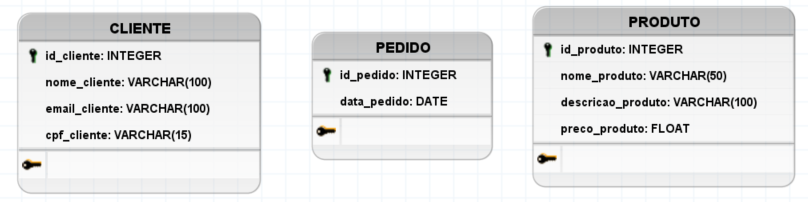 CLIENTE
id_cliente: INTEGER
nome_cliente: VARCHAR(100)
email_cliente: VARCHAR(100)
cpf_cliente: VARCHAR(15)
PEDIDO
id_pedido: INTEGER
data_pedido: DATE
PRODUTO
id_produto: INTEGER
nome_produto: VARCHAR(50)
descricao_produto: VARCHAR(100)
preco_produto: FLOAT